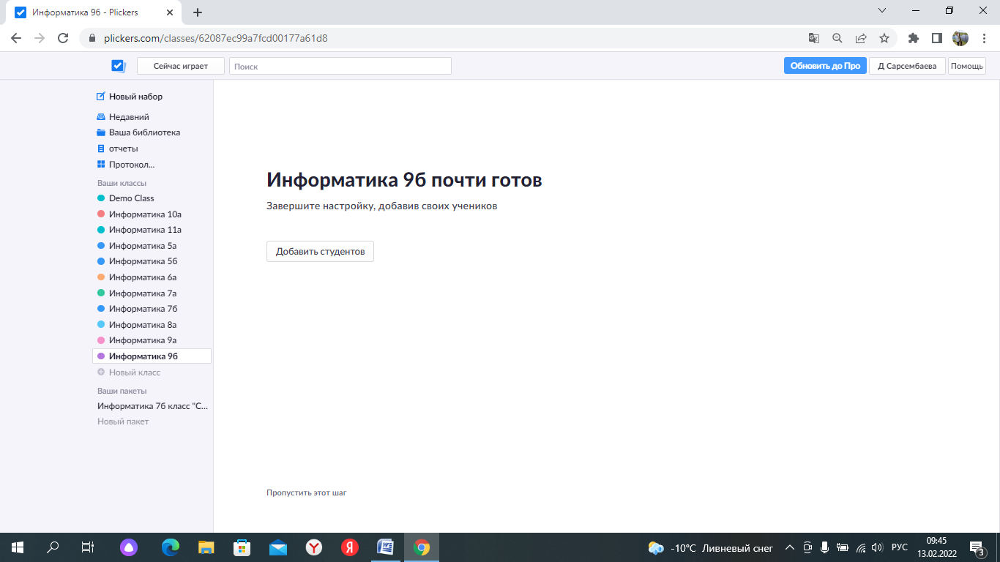 Информатика 9б - Plickers
plickers.com/classes/62087ec99a7fcd00177a61d8
Сейчас играет
Поиск
Обновить до Про
Д Сарсембаева
Помощь
Новый набор
Недавний
Ваша библиотека
отчеты
Протокол...
Ваши классы
Demo Class
Информатика 10а
Информатика 11а
Информатика 5а
Информатика 5б
Информатика 6а
Информатика 7а
Информатика 7б
Информатика 8а
Информатика 9а
Информатика 9б
Новый класс
Ваши пакеты
Информатика 7б класс "С...
Новый пакет
Информатика 9б почти готов
Завершите настройку, добавив своих учеников
Добавить студентов
Пропустить этот шаг
-10°C Ливневый снег
РУС
09:45
13.02.2022
3